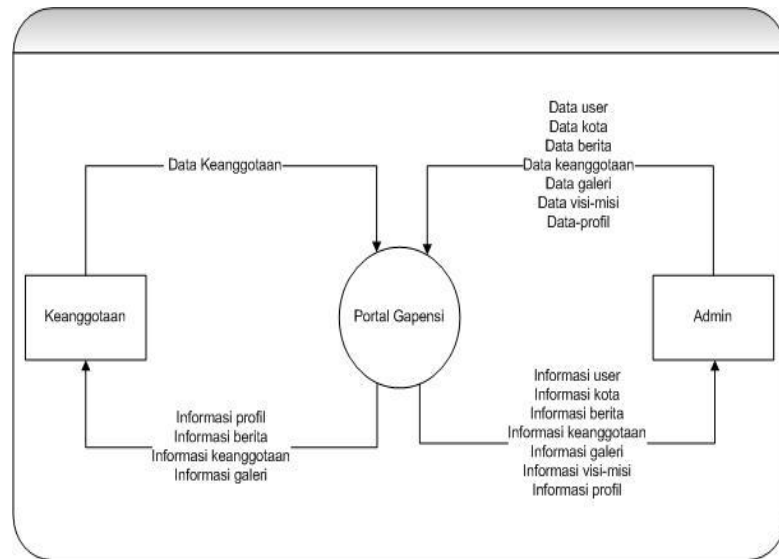 Data user
Data kota
Data berita
Data keanggotaan
Data galeri
Data visi-misi
Data-profil
Data Keanggotaan
Keanggotaan
Portal Gapensi
Admin
Informasi profil
Informasi berita
Informasi keanggotaan
Informasi galeri
Informasi user
Informasi kota
Informasi berita
Informasi keanggotaan
Informasi galeri
Informasi visi-misi
Informasi profil